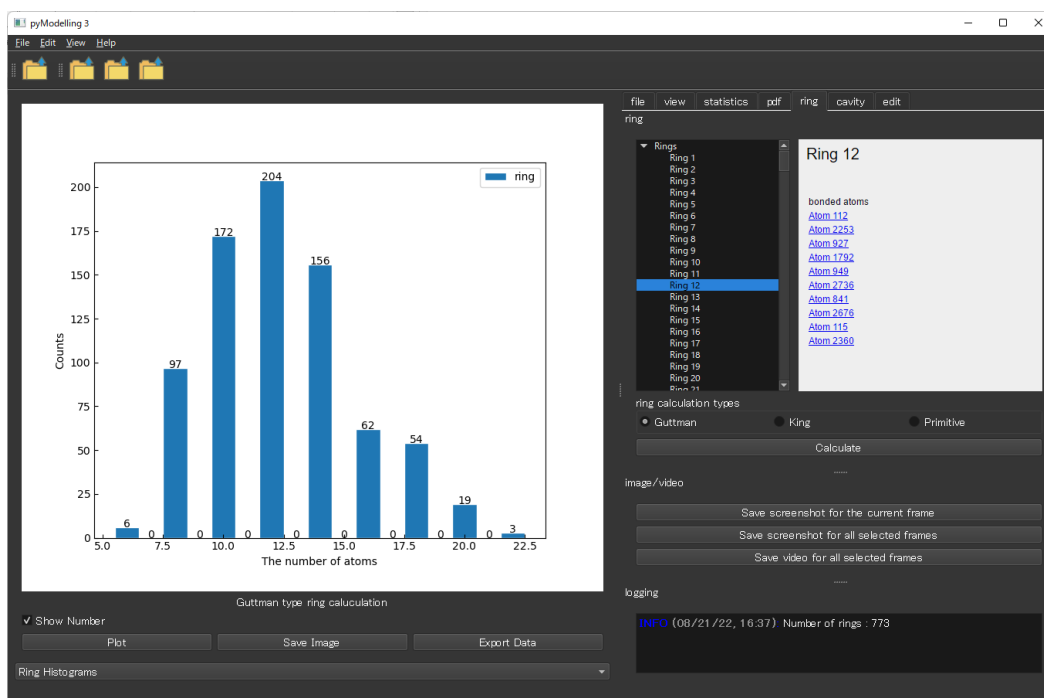 pyModelling 3
File Edit View Help
file view statistics pdf ring cavity edit
ring
Rings
Ring 1
Ring 2
Ring 3
Ring 4
Ring 5
Ring 6
Ring 7
Ring 8
Ring 9
Ring 10
Ring 11
Ring 12
Ring 13
Ring 14
Ring 15
Ring 16
Ring 17
Ring 18
Ring 19
Ring 20
Ring 21
Ring 12
bonded atoms
Atom 112
Atom 2253
Atom 927
Atom 1792
Atom 949
Atom 2736
Atom 841
Atom 2676
Atom 115
Atom 2360
ring
200
175
150
125
100
75
50
25
0
Counts
6 0 97 0 172 0 204 0 156 0 62 0 54 0 19 0 3
5.0 7.5 10.0 12.5 15.0 17.5 20.0 22.5
The number of atoms
Guttman type ring caluculation
Show Number
Plot Save Image Export Data
Ring Histograms
ring calculation types
Guttman King Primitive
Calculate
image/video
Save screenshot for the current frame
Save screenshot for all selected frames
Save video for all selected frames
logging
INFO (08/21/22, 16:37) Number of rings : 773